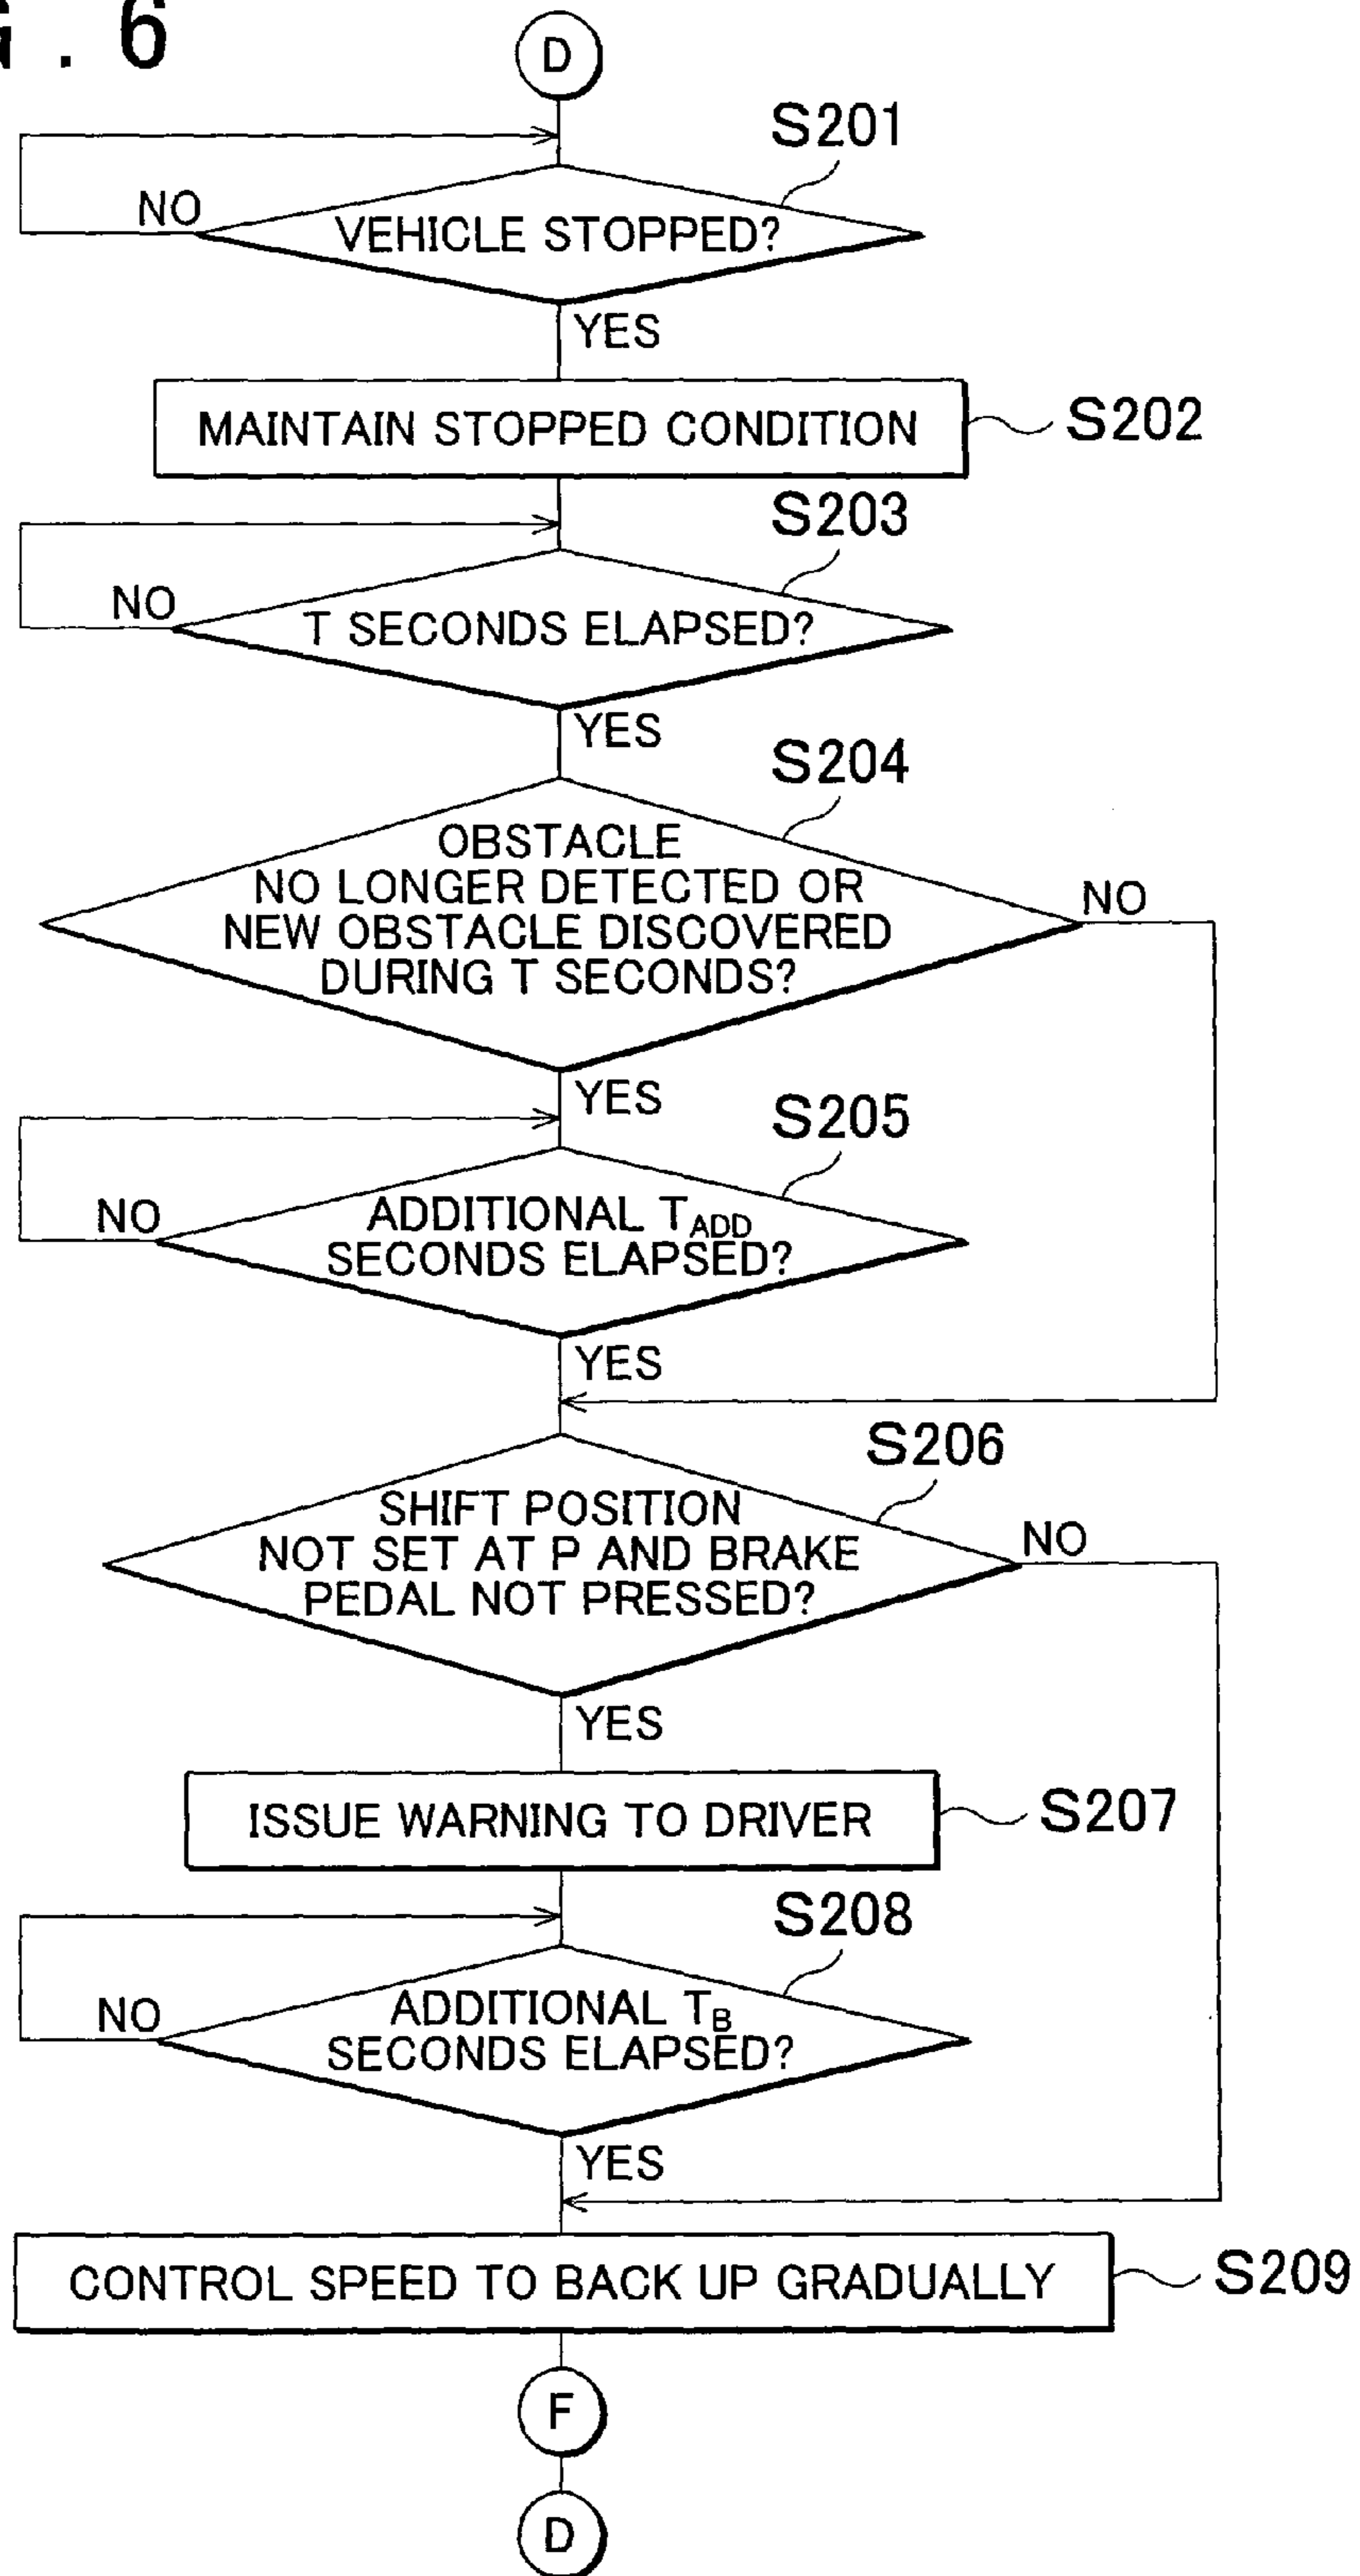 G . 6
D
S201
NO
VEHICLE STOPPED?
YES
MAINTAIN STOPPED CONDITION
S202
S203
NO
T SECONDS ELAPSED?
YES
S204
OBSTACLE
NO LONGER DETECTED OR
NEW OBSTACLE DISCOVERED
DURING T SECONDS?
NO
YES
S205
NO
ADDITIONAL TADD
SECONDS ELAPSED?
YES
S206
SHIFT POSITION
NOT SET AT P AND BRAKE
PEDAL NOT PRESSED?
NO
YES
ISSUE WARNING TO DRIVER
S207
S208
NO
ADDITIONAL TB
SECONDS ELAPSED?
YES
CONTROL SPEED TO BACK UP GRADUALLY
S209
F
D